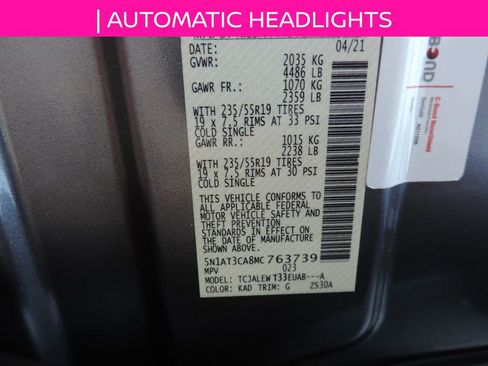 | AUTOMATIC HEADLIGHTS
DATE: 04/21
GVWR: 2035 KG
4486 LB
GAWR FR.: 1070 KG
2359 LB
WITH 235/55R19 TIRES
19 x 7.5 RIMS AT 33 PSI
COLD SINGLE
GAWR RR.: 1015 KG
2238 LB
WITH 235/55R19 TIRES
19 x 7.5 RIMS AT 30 PSI
COLD SINGLE
THIS VEHICLE CONFORMS TO
ALL APPLICABLE FEDERAL
MOTOR VEHICLE SAFETY AND
THEFT PREVENTION
STANDARDS IN EFFECT ON
THE DATE OF MANUFACTURE
SHOWN ABOVE.
5N1AT3CA8MC763739
MPV 023
TCJALEWT33EUAB---A
COLOR: KAD TRIM: G ZS30A
BOND
C-Bond NanoShield